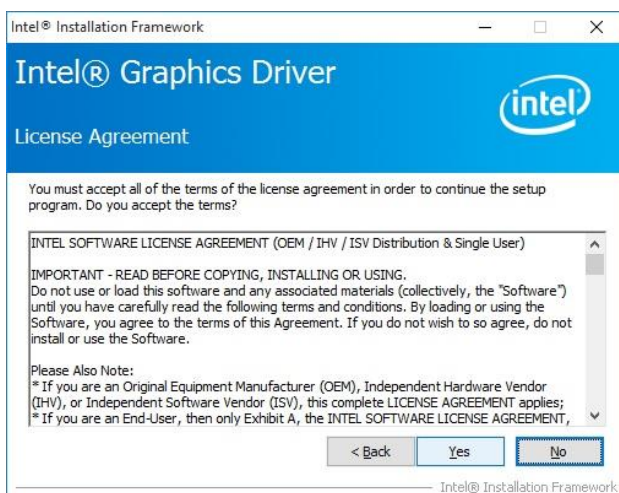 Intel® Installation Framework
Intel® Graphics Driver
intel
License Agreement
You must accept all of the terms of the license agreement in order to continue the setup
program. Do you accept the terms?
INTEL SOFTWARE LICENSE AGREEMENT (OEM / IHV / ISV Distribution & Single User)
IMPORTANT - READ BEFORE COPYING, INSTALLING OR USING.
Do not use or load this software and any associated materials (collectively, the "Software")
until you have carefully read the following terms and conditions. By loading or using the
Software, you agree to the terms of this Agreement. If you do not wish to so agree, do not
install or use the Software.
Please Also Note:
* If you are an Original Equipment Manufacturer (OEM), Independent Hardware Vendor
(IHV), or Independent Software Vendor (ISV), this complete LICENSE AGREEMENT applies;
* If you are an End-User, then only Exhibit A, the INTEL SOFTWARE LICENSE AGREEMENT,
< Back Yes No
Intel® Installation Framework